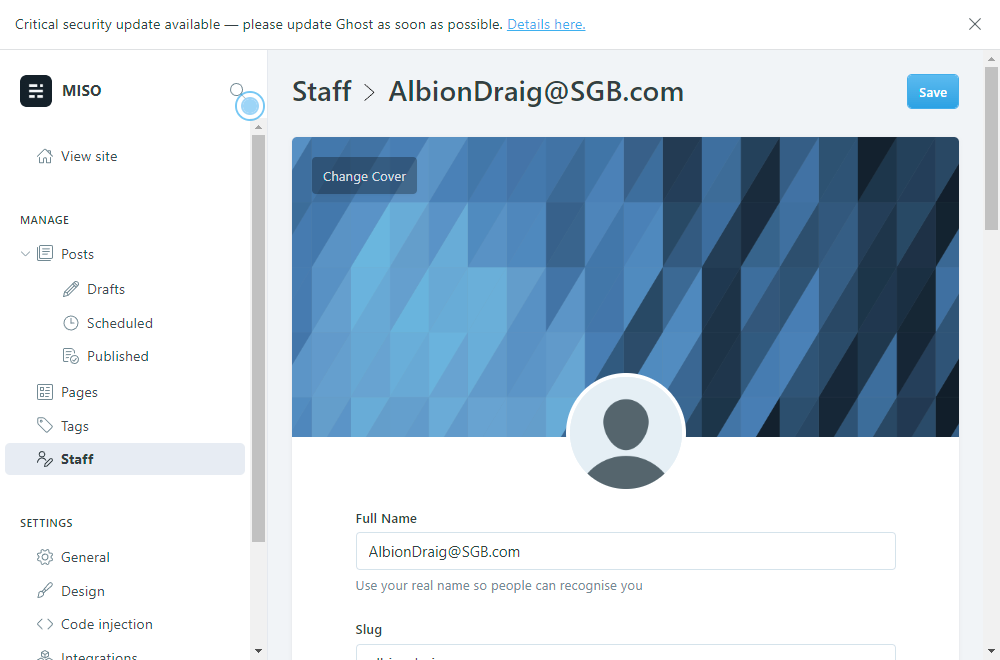 Critical security update available — please update Ghost as soon as possible. Details here.
MISO
View site
MANAGE
Posts
Drafts
Scheduled
Published
Pages
Tags
Staff
SETTINGS
General
Design
Code injection
Integrations
Staff > AlbionDraig@SGB.com
Save
Change Cover
Full Name
AlbionDraig@SGB.com
Use your real name so people can recognise you
Slug